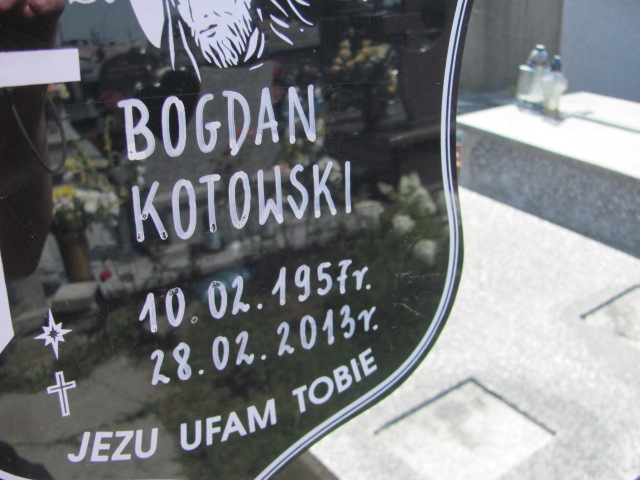 BOGDAN
KOTOWSKI
10.02.1957r.
28.02.2013r.
JEZU UFAM TOBIE